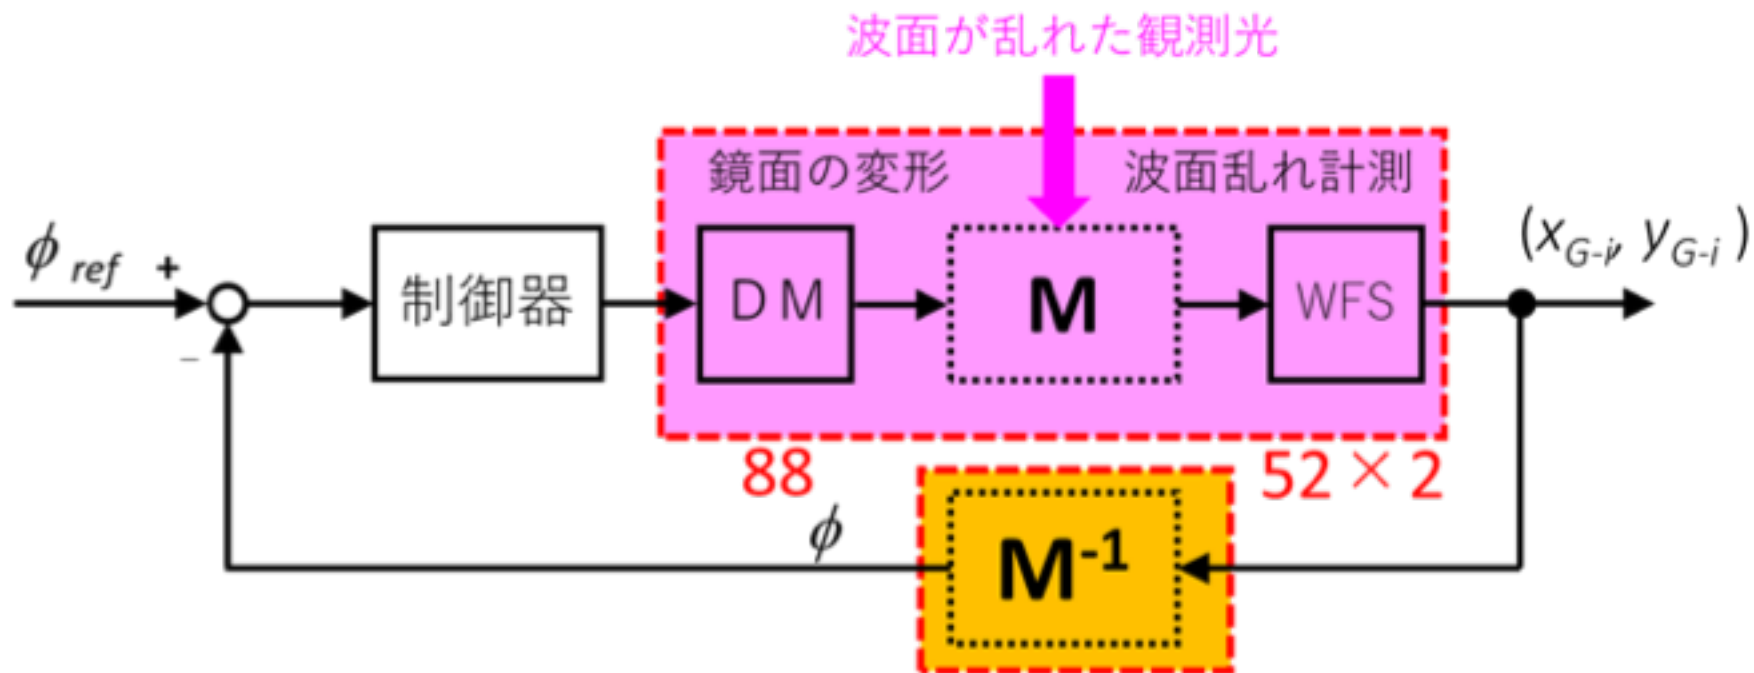 波面が乱れた観測光
鏡面の変形
波面乱れ計測
ϕ ref
+
−
制御器
DM
M
WFS
(x G-i, y G-i)
88
52×2
ϕ
M-1